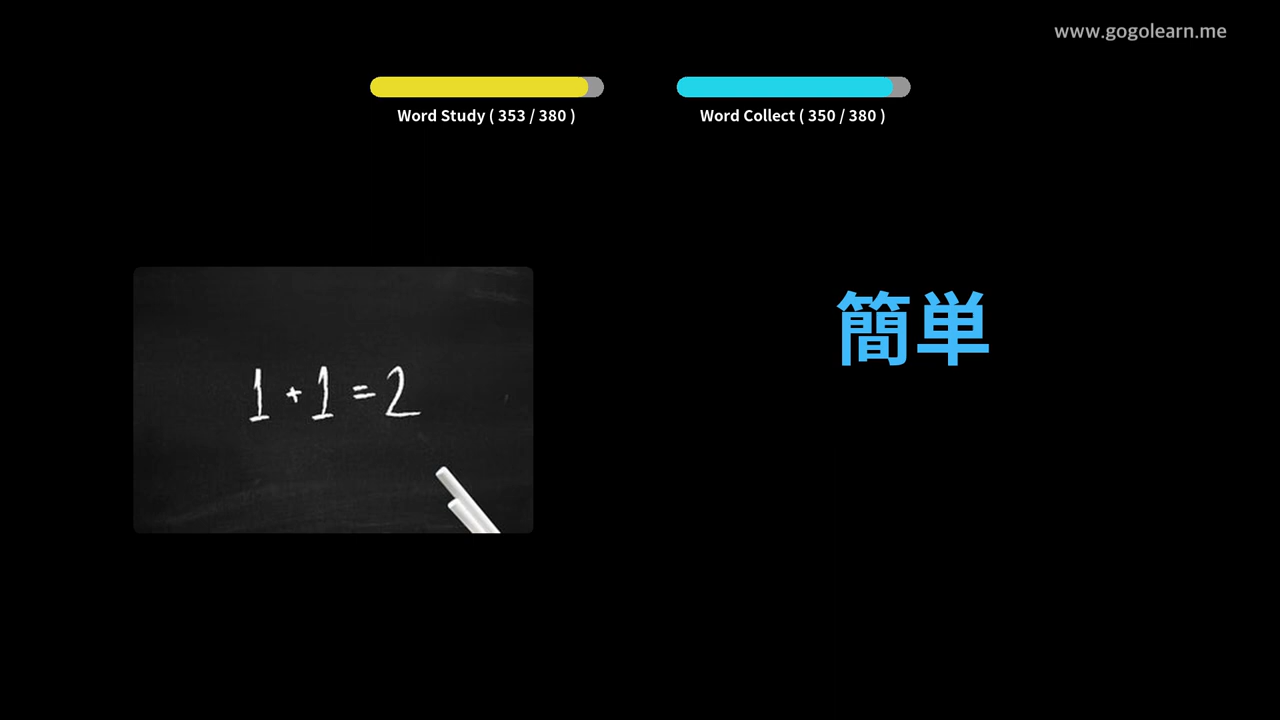 www.gogolearn.me
Word Study ( 353 / 380 )
Word Collect ( 350 / 380 )
1 + 1 = 2
簡単